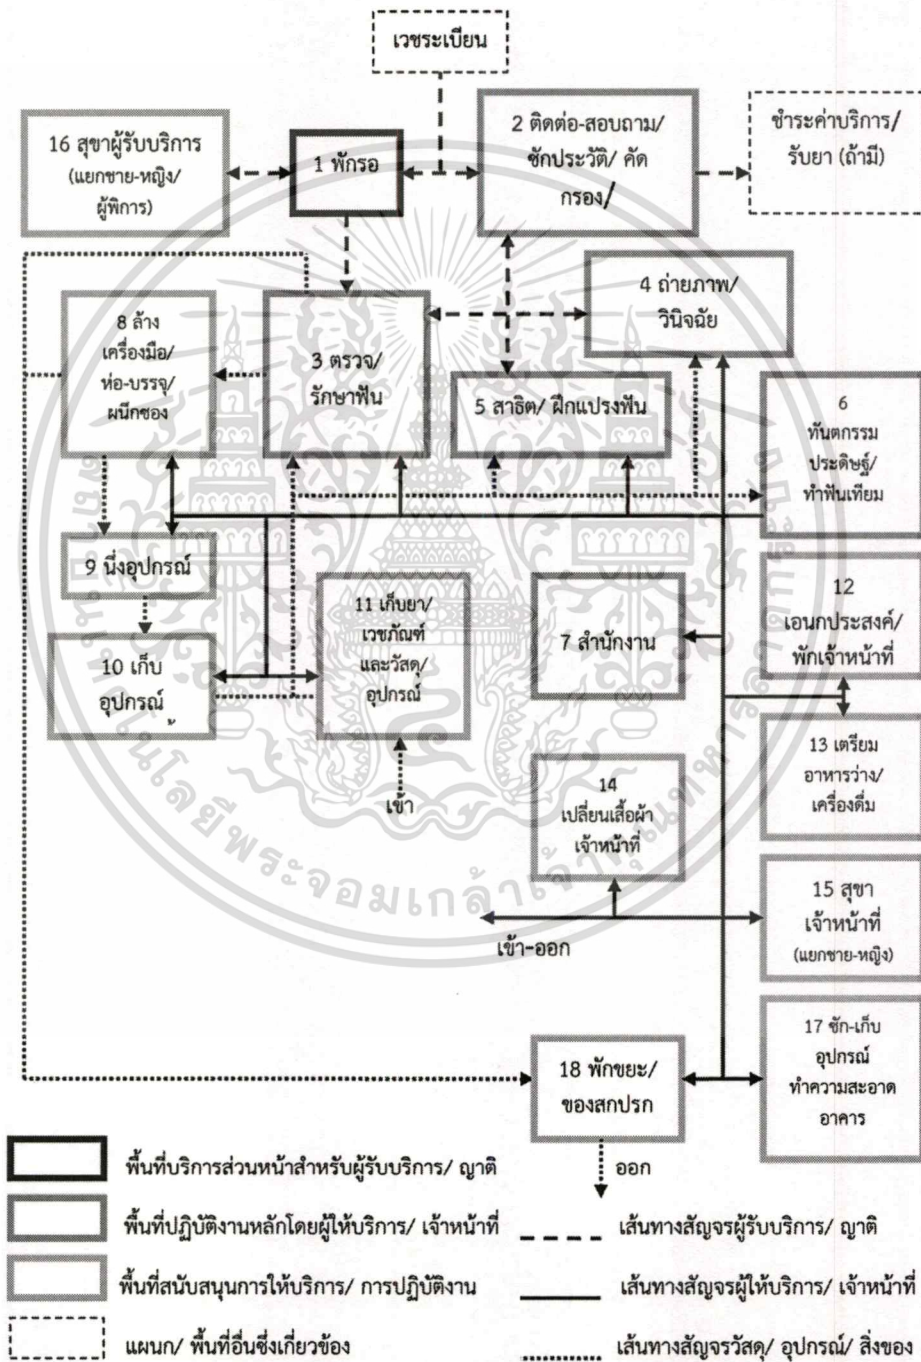 เวชระเบียน
16 สุขาผู้รับบริการ
(แยกชาย-หญิง/
ผู้พิการ)
1 พักรอ
2 ติดต่อ-สอบถาม/
ซักประวัติ/ คัด
กรอง/
ชำระค่าบริการ/
รับยา (ถ้ามี)
4 ถ่ายภาพ/
วินิจฉัย
8 ล้าง
เครื่องมือ/
ห่อ-บรรจุ/
ผนึกซอง
3 ตรวจ/
รักษาฟัน
5 สาธิต/ ฝึกแปรงฟัน
6
ทันตกรรม
ประดิษฐ์/
ทำฟันเทียม
9 นึ่งอุปกรณ์
10 เก็บ
อุปกรณ์
11 เก็บยา/
เวชภัณฑ์
และวัสดุ/
อุปกรณ์
7 สำนักงาน
12
เอนกประสงค์/
พักเจ้าหน้าที่
13 เตรียม
อาหารว่าง/
เครื่องดื่ม
เข้า
14
เปลี่ยนเสื้อผ้า
เจ้าหน้าที่
15 สุขา
เจ้าหน้าที่
(แยกชาย-หญิง)
เข้า-ออก
17 ซัก-เก็บ
อุปกรณ์
ทำความสะอาด
อาคาร
18 พักขยะ/
ของสกปรก
ออก
พื้นที่บริการส่วนหน้าสำหรับผู้รับบริการ/ ญาติ
พื้นที่ปฏิบัติงานหลักโดยผู้ให้บริการ/ เจ้าหน้าที่
พื้นที่สนับสนุนการให้บริการ/ การปฏิบัติงาน
แผนก/ พื้นที่อื่นซึ่งเกี่ยวข้อง
เส้นทางสัญจรผู้รับบริการ/ ญาติ
เส้นทางสัญจรผู้ให้บริการ/ เจ้าหน้าที่
เส้นทางสัญจรวัสดุ/ อุปกรณ์/ สิ่งของ